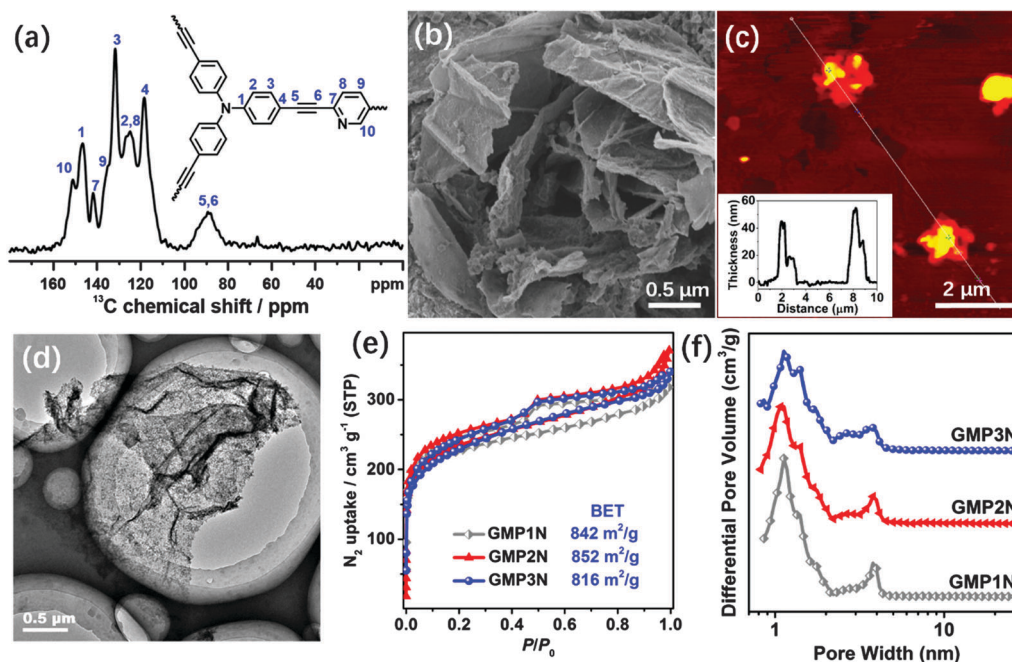 (a)
3
4
1
2,8
10
9
7
5,6
160 140 120 100 80 60 40 20 ppm
¹³C chemical shift / ppm
N
1
2
3
4
5
6
7
8
9
10
N
(b)
0.5 μm
(c)
2 μm
Thickness (nm)
60
40
20
0
0 2 4 6 8 10
Distance (μm)
(d)
0.5 μm
(e)
N₂ uptake / cm³ g⁻¹ (STP)
300
200
100
BET
GMP1N 842 m²/g
GMP2N 852 m²/g
GMP3N 816 m²/g
0.0 0.2 0.4 0.6 0.8 1.0
P/P₀
(f)
Differential Pore Volume (cm³/g)
GMP3N
GMP2N
GMP1N
1 10
Pore Width (nm)